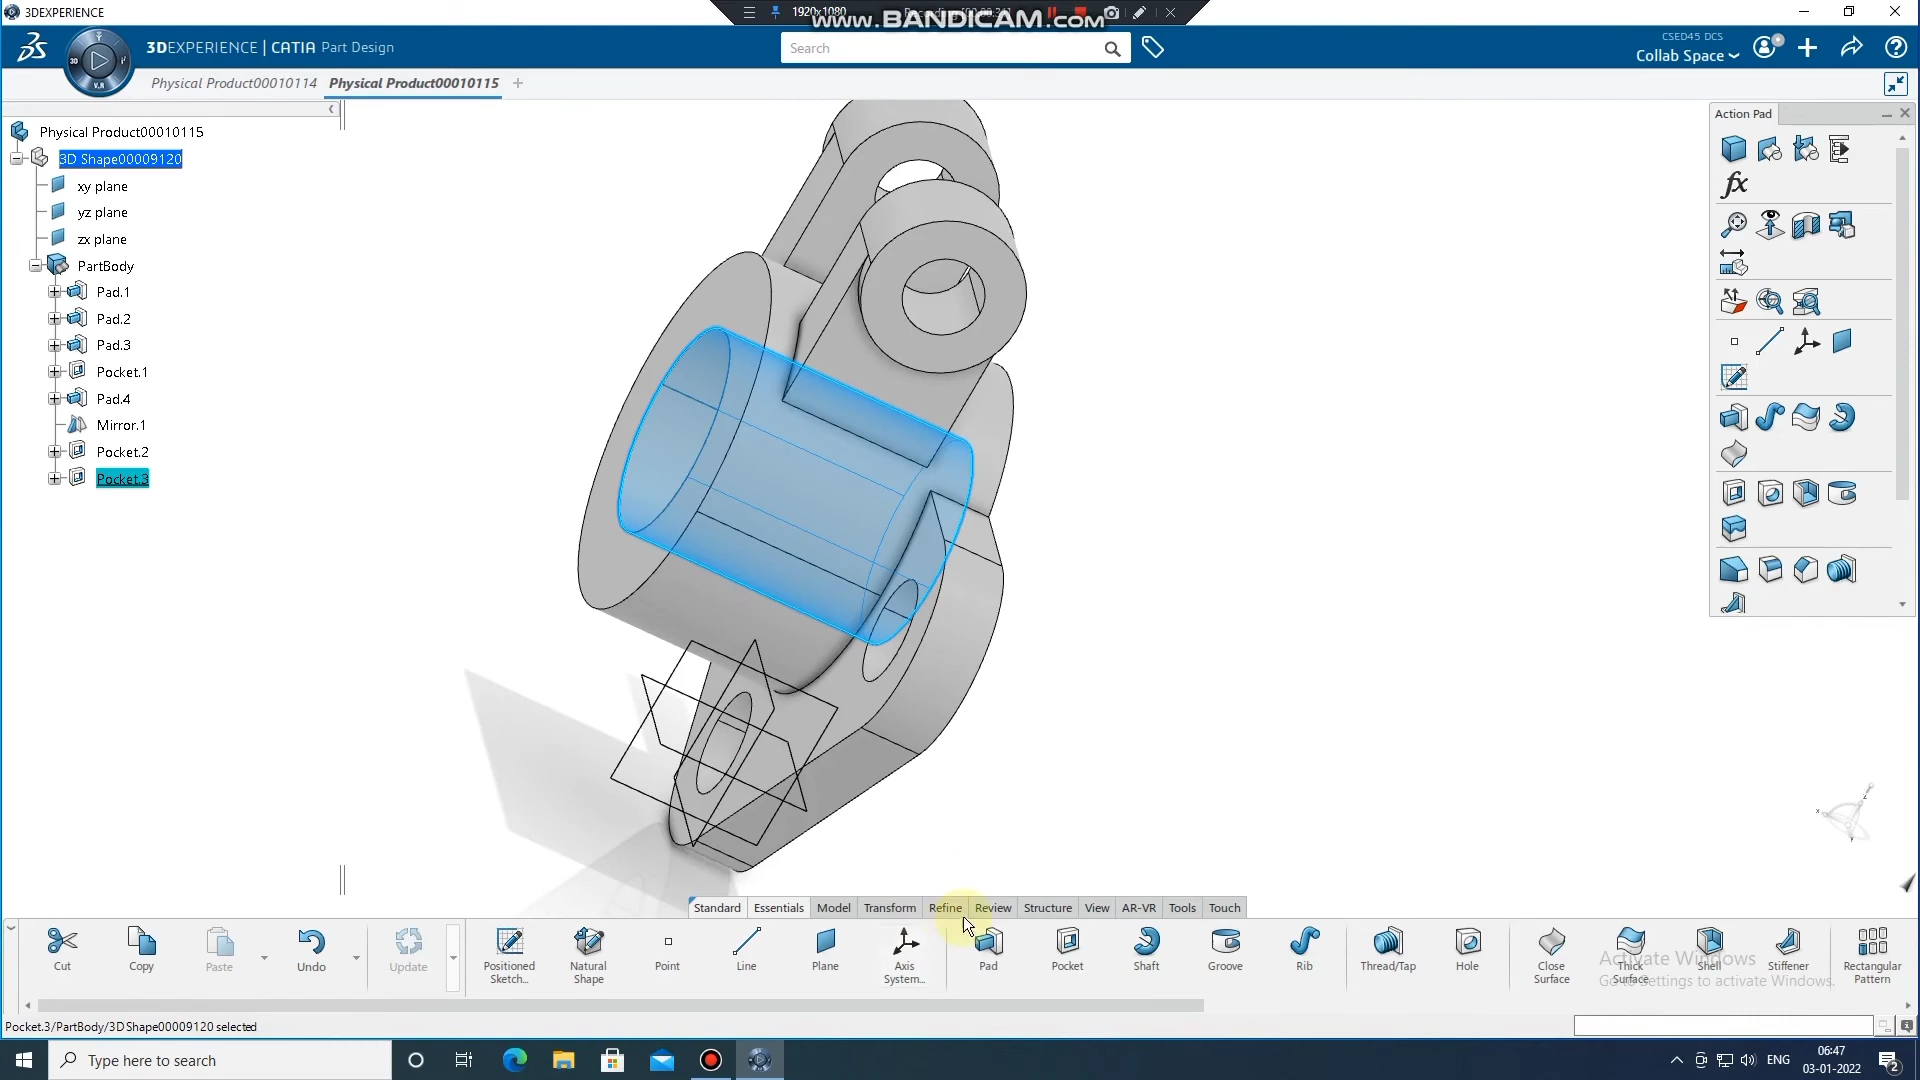 3DEXPERIENCE
1920x1080
www.BANDICAM.com
3DEXPERIENCE | CATIA Part Design
Search
CSED45 DCS
Collab Space
3D
V.R
Physical Product00010114
Physical Product00010115
+
Physical Product00010115
3D Shape00009120
xy plane
yz plane
zx plane
PartBody
Pad.1
Pad.2
Pad.3
Pocket.1
Pad.4
Mirror.1
Pocket.2
Pocket.3
Action Pad
fx
Standard
Essentials
Model
Transform
Refine
Review
Structure
View
AR-VR
Tools
Touch
Cut
Copy
Paste
Undo
Update
Positioned Sketch...
Natural Shape
Point
Line
Plane
Axis System...
Pad
Pocket
Shaft
Groove
Rib
Thread/Tap
Hole
Close Surface
Thick Surface
Shell
Stiffener
Rectangular Pattern
Activate Windows
Go to Settings to activate Windows.
Pocket.3/PartBody/3D Shape00009120 selected
Type here to search
ENG
06:47
03-01-2022
2